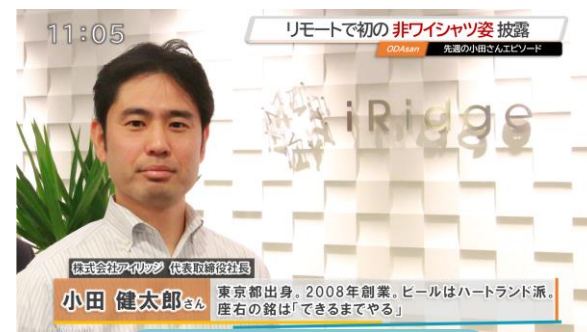 11:05
リモートで初の 非ワイシャツ姿 披露
ODAsan 先週の小田さんエピソード
iRidge
株式会社アイリッジ 代表取締役社長
小田 健太郎さん
東京都出身。2008年創業。ビールはハートランド派。
座右の銘は「できるまでやる」